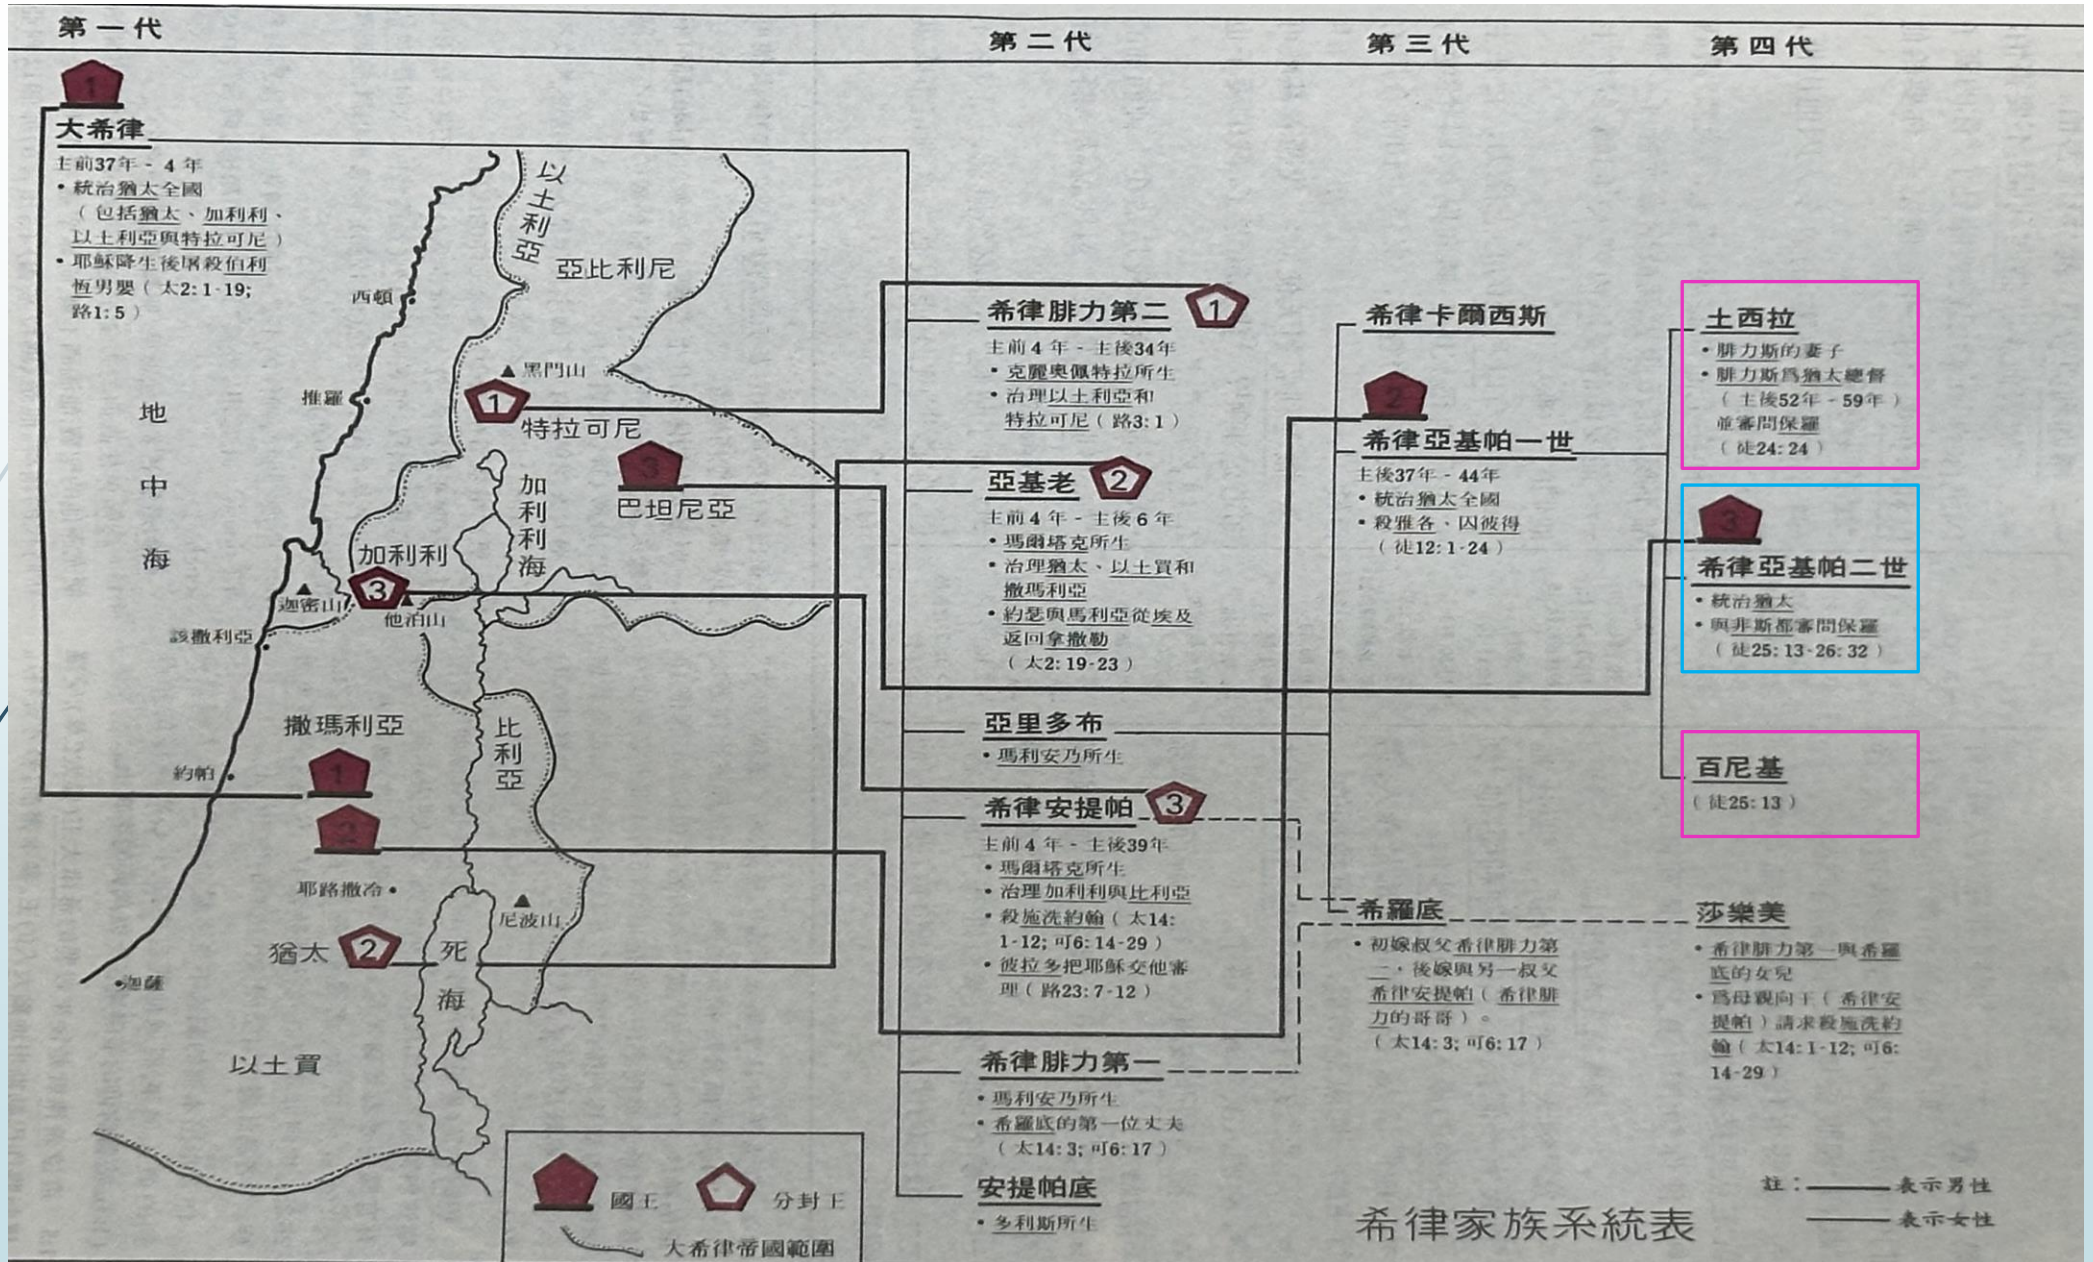 第一代
第二代
第三代
第四代
1
大希律
主前37年 - 4 年
• 統治猶太全國
（包括猶太、加利利、
以土利亞與特拉可尼）
• 耶穌降生後屠殺伯利
恆男嬰（太2: 1-19;
路1: 5）
以土利亞
亞比利尼
西頓
黑門山
推羅
1
特拉可尼
3
巴坦尼亞
地中海
加利利海
加利利
3
迦密山
他泊山
該撒利亞
撒瑪利亞
比利亞
1
約帕
2
耶路撒冷
尼波山
猶太
2
死海
迦薩
以土買
國王
分封王
大希律帝國範圍
希律腓力第二
1
主前 4 年 - 主後34年
• 克麗奧佩特拉所生
• 治理以土利亞和
特拉可尼（路3: 1）
亞基老
2
主前 4 年 - 主後 6 年
• 瑪爾塔克所生
• 治理猶太、以土買和
撒瑪利亞
• 約瑟與馬利亞從埃及
返回拿撒勒
（太2: 19-23）
亞里多布
• 瑪利安乃所生
希律安提帕
3
主前 4 年 - 主後39年
• 瑪爾塔克所生
• 治理加利利與比利亞
• 殺施洗約翰（太14:
1-12; 可6: 14-29）
• 彼拉多把耶穌交他審
理（路23: 7-12）
希律腓力第一
• 瑪利安乃所生
• 希羅底的第一位丈夫
（太14: 3; 可6: 17）
安提帕底
• 多利斯所生
希律卡爾西斯
2
希律亞基帕一世
主後37年 - 44年
• 統治猶太全國
• 殺雅各、囚彼得
（徒12: 1-24）
希羅底
• 初嫁叔父希律腓力第
一，後嫁與另一叔父
希律安提帕（希律腓
力的哥哥）。
（太14: 3; 可6: 17）
土西拉
• 腓力斯的妻子
• 腓力斯為猶太總督
（主後52年 - 59年）
並審問保羅
（徒24: 24）
3
希律亞基帕二世
• 統治猶太
• 與非斯都審問保羅
（徒25: 13-26: 32）
百尼基
（徒25: 13）
莎樂美
• 希律腓力第一與希羅
底的女兒
• 為母親向王（希律安
提帕）請求殺施洗約
翰（太14: 1-12; 可6:
14-29）
註：表示男性
表示女性
希律家族系統表